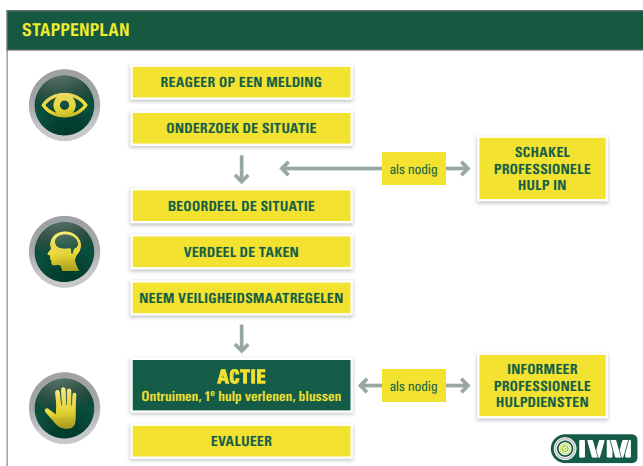 STAPPENPLAN
REAGEER OP EEN MELDING
ONDERZOEK DE SITUATIE
als nodig
SCHAKEL
PROFESSIONELE
HULP IN
BEOORDEEL DE SITUATIE
VERDEEL DE TAKEN
NEEM VEILIGHEIDSMAATREGELEN
ACTIE
Ontruimen, 1e hulp verlenen, blussen
als nodig
INFORMEER
PROFESSIONELE
HULPDIENSTEN
EVALUEER
IVM